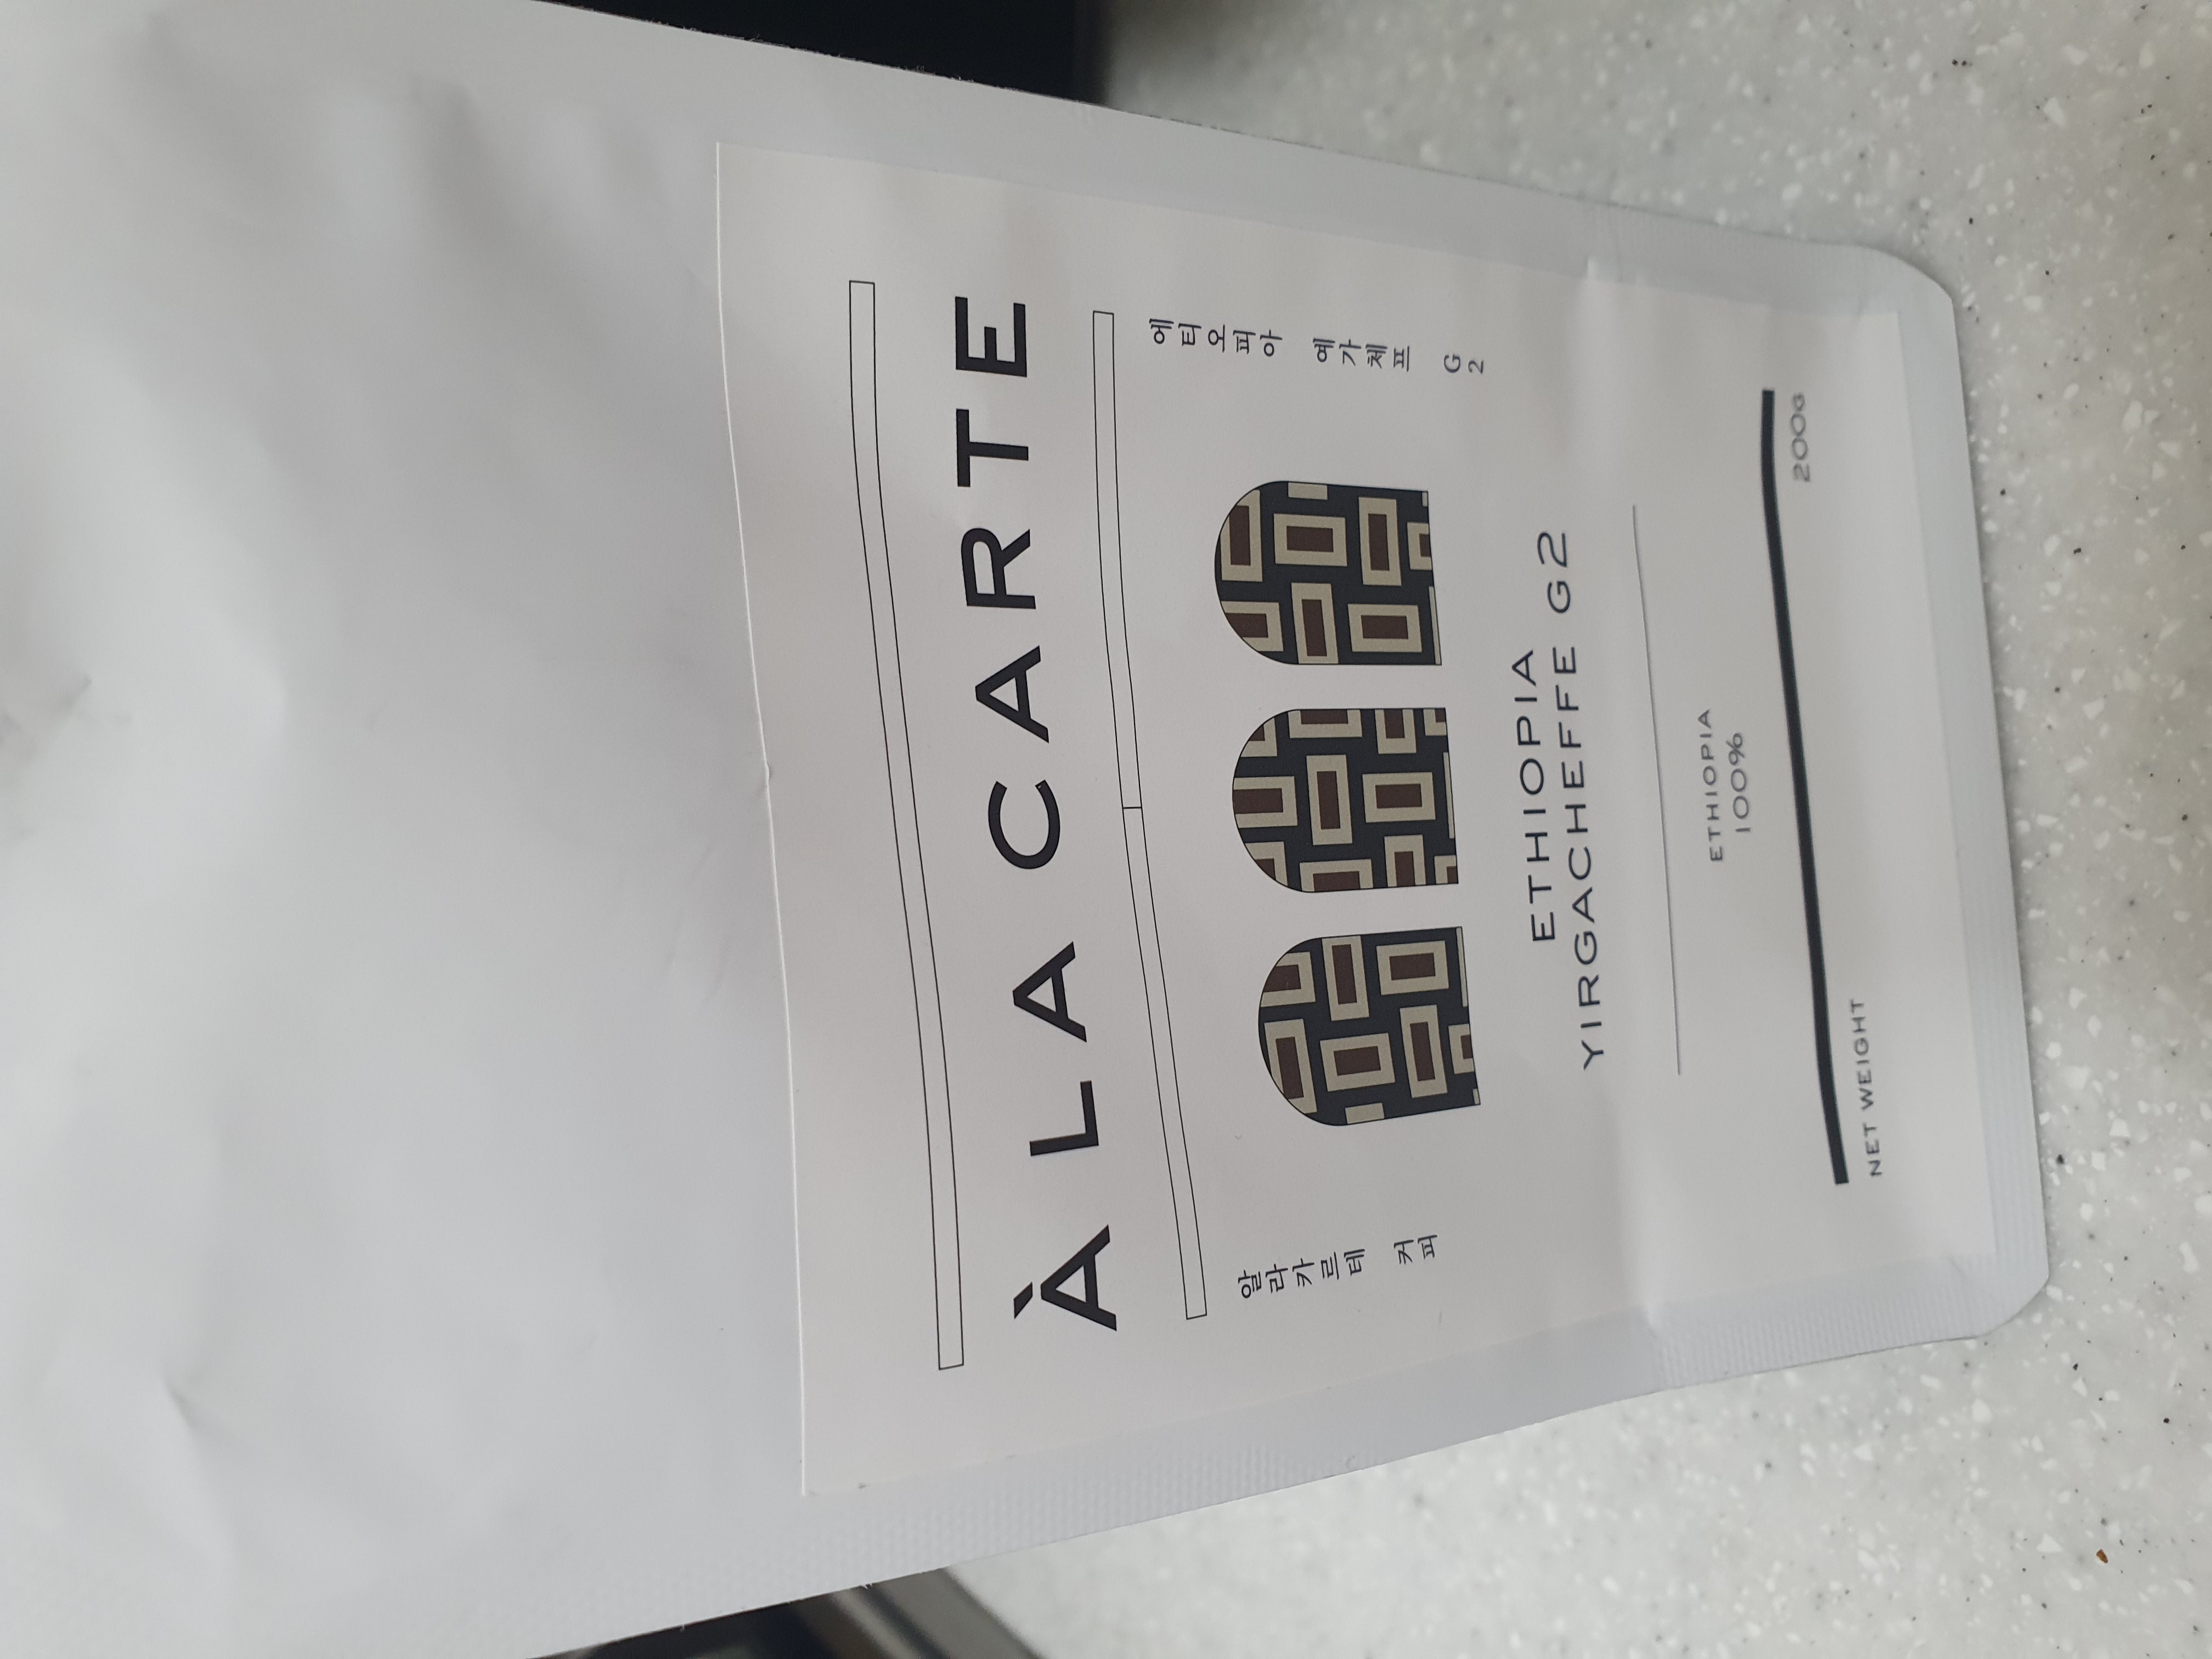 À LA CARTE
알라카르테 커피
에티오피아 예가체프 G2
ETHIOPIA
YIRGACHEFFE G2
ETHIOPIA
100%
NET WEIGHT
200G